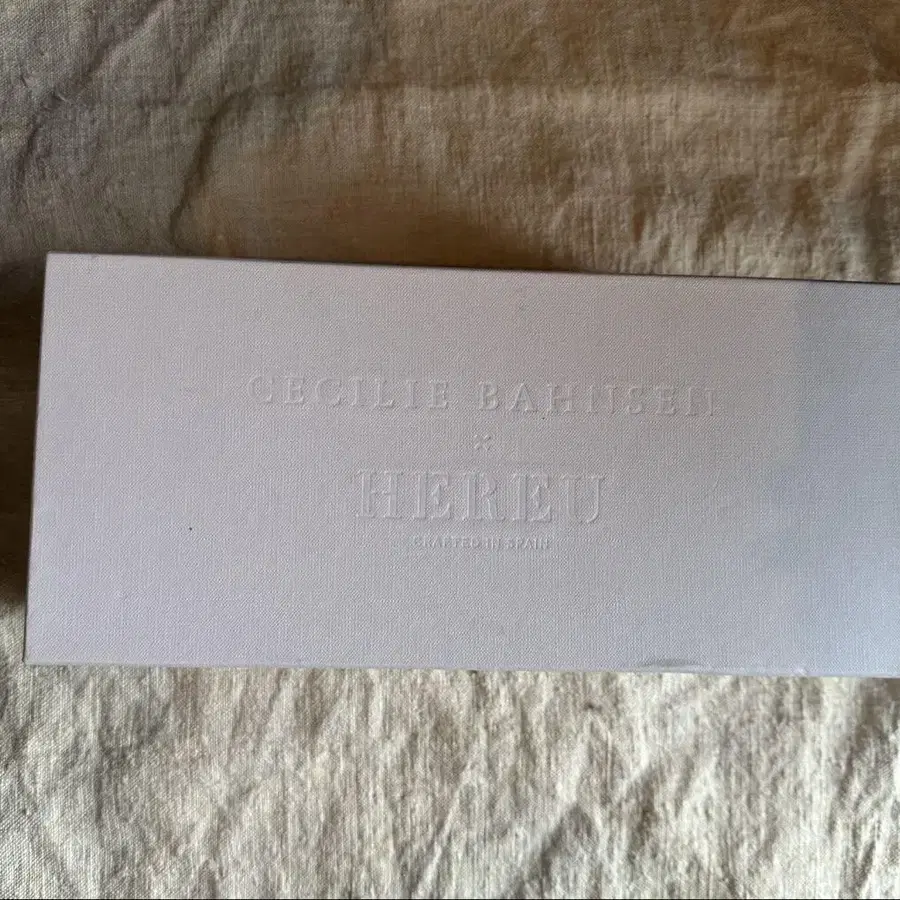 CECILIE BAHNSEN
×
HEREU
CRAFTED IN SPAIN